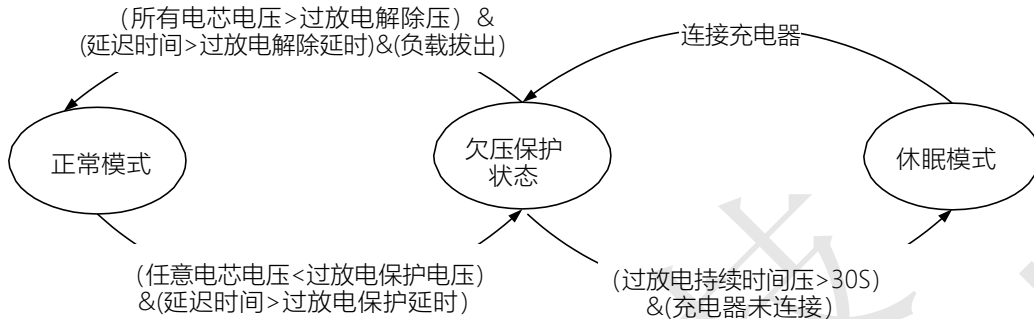 （所有电芯电压>过放电解除压）&
(延迟时间>过放电解除延时)&(负载拔出）
连接充电器
正常模式
欠压保护
状态
休眠模式
（任意电芯电压<过放电保护电压)
&(延迟时间>过放电保护延时）
(过放电持续时间压>30S)
&(充电器未连接）